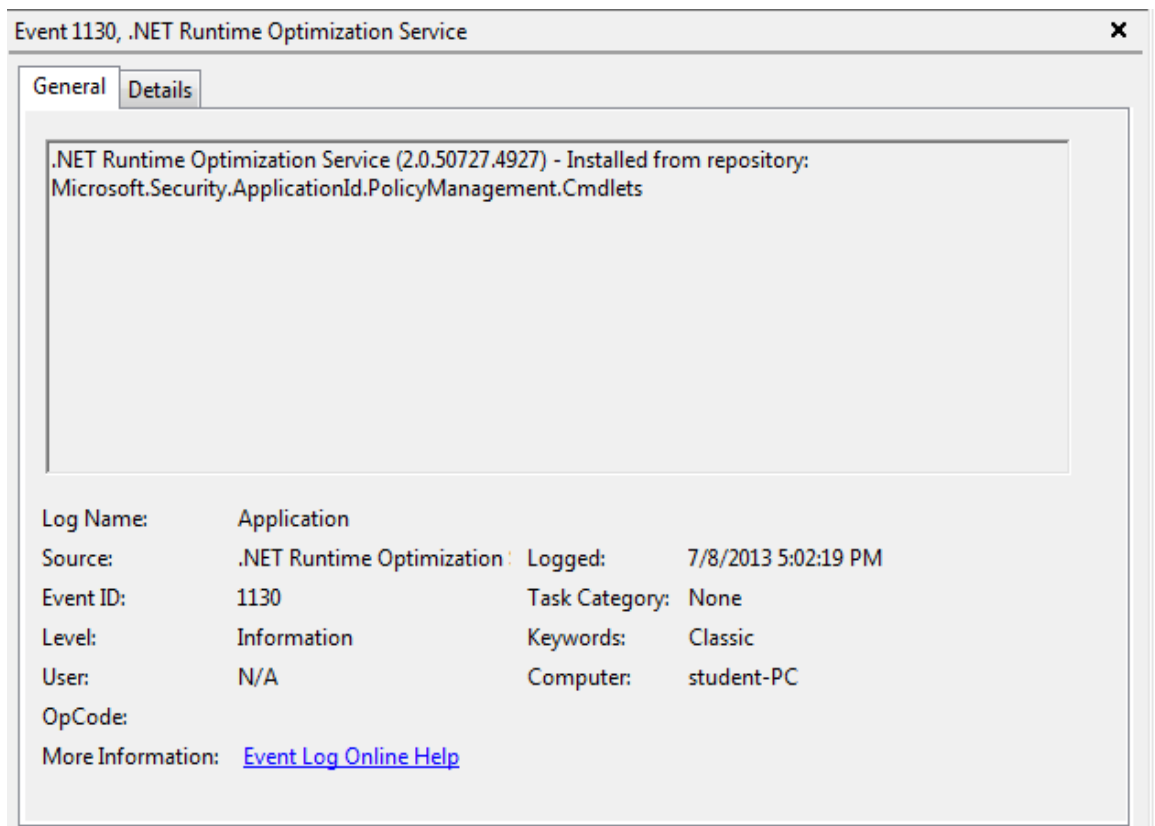 Event 1130, .NET Runtime Optimization Service
General Details
.NET Runtime Optimization Service (2.0.50727.4927) - Installed from repository:
Microsoft.Security.ApplicationId.PolicyManagement.Cmdlets
Log Name: Application
Source: .NET Runtime Optimization Logged: 7/8/2013 5:02:19 PM
Event ID: 1130 Task Category: None
Level: Information Keywords: Classic
User: N/A Computer: student-PC
OpCode:
More Information: Event Log Online Help